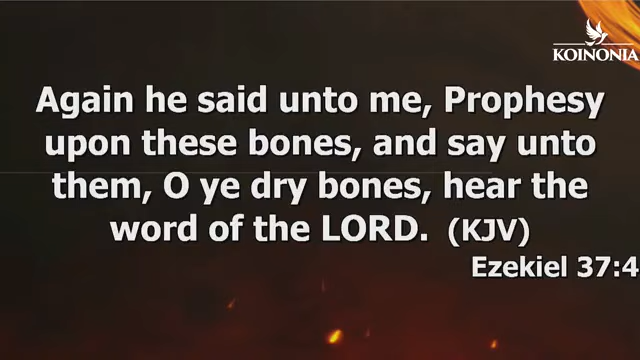 KOINONIA
Again he said unto me, Prophesy
upon these bones, and say unto
them, O ye dry bones, hear the
word of the LORD. (KJV)
Ezekiel 37:4